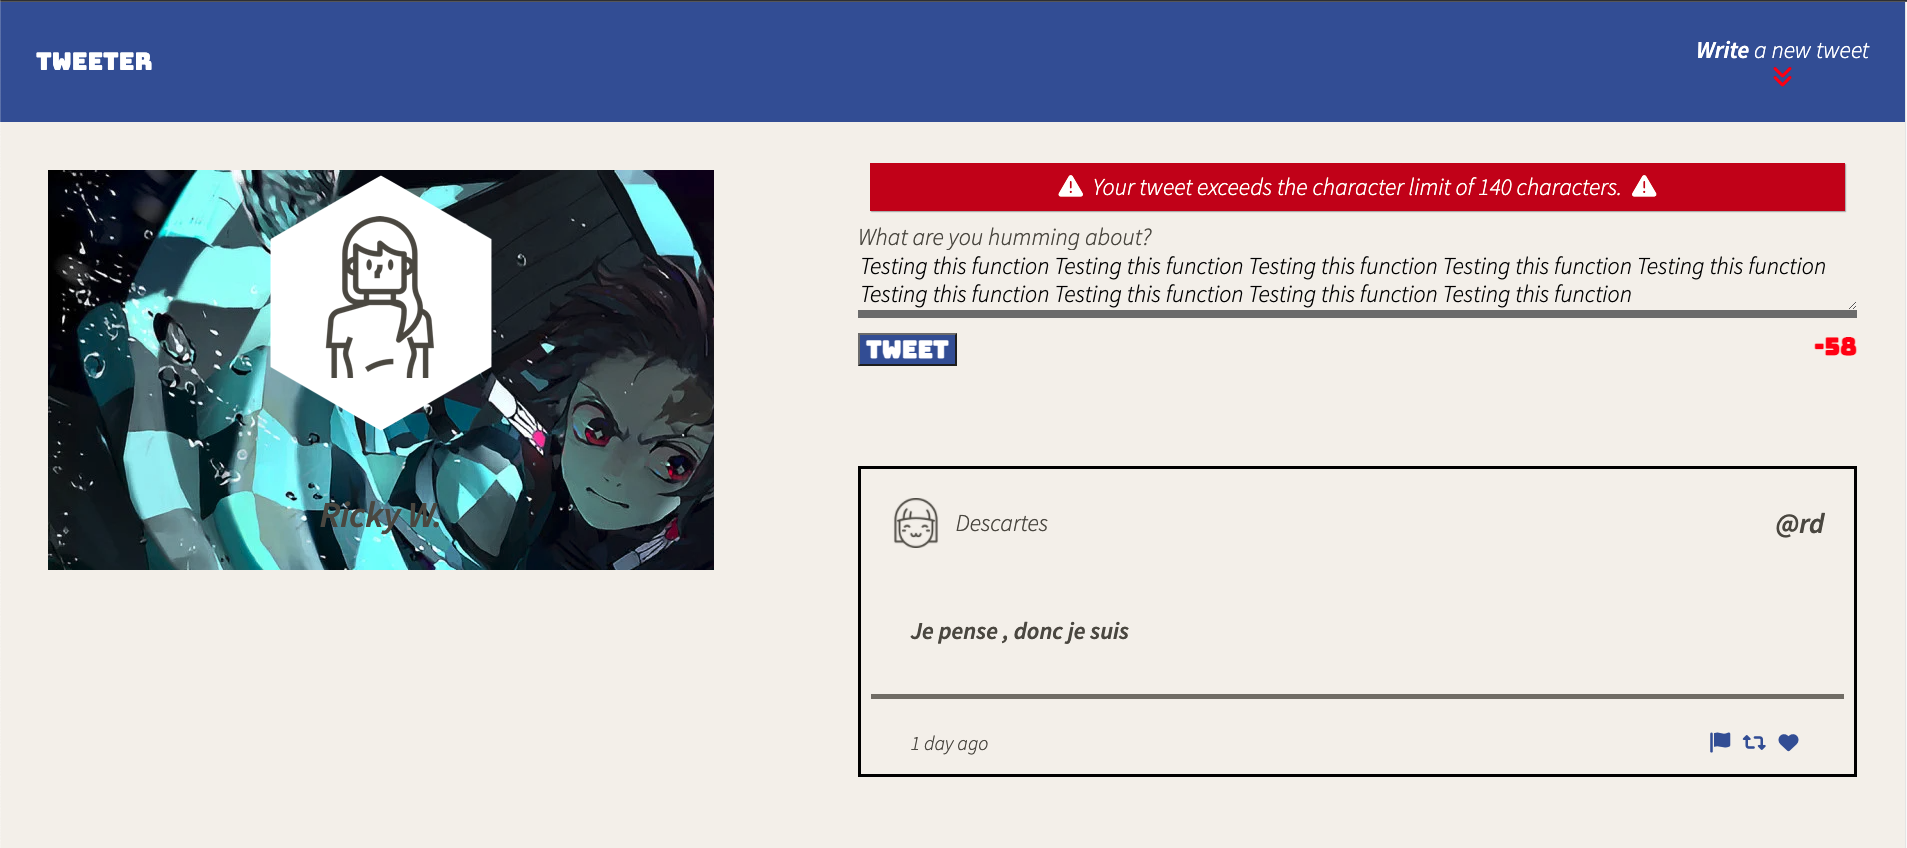 TWEETER
Write a new tweet
Ricky W.
Your tweet exceeds the character limit of 140 characters.
What are you humming about?
Testing this function Testing this function Testing this function Testing this function Testing this function
Testing this function Testing this function Testing this function Testing this function
TWEET
-58
Descartes
@rd
Je pense , donc je suis
1 day ago